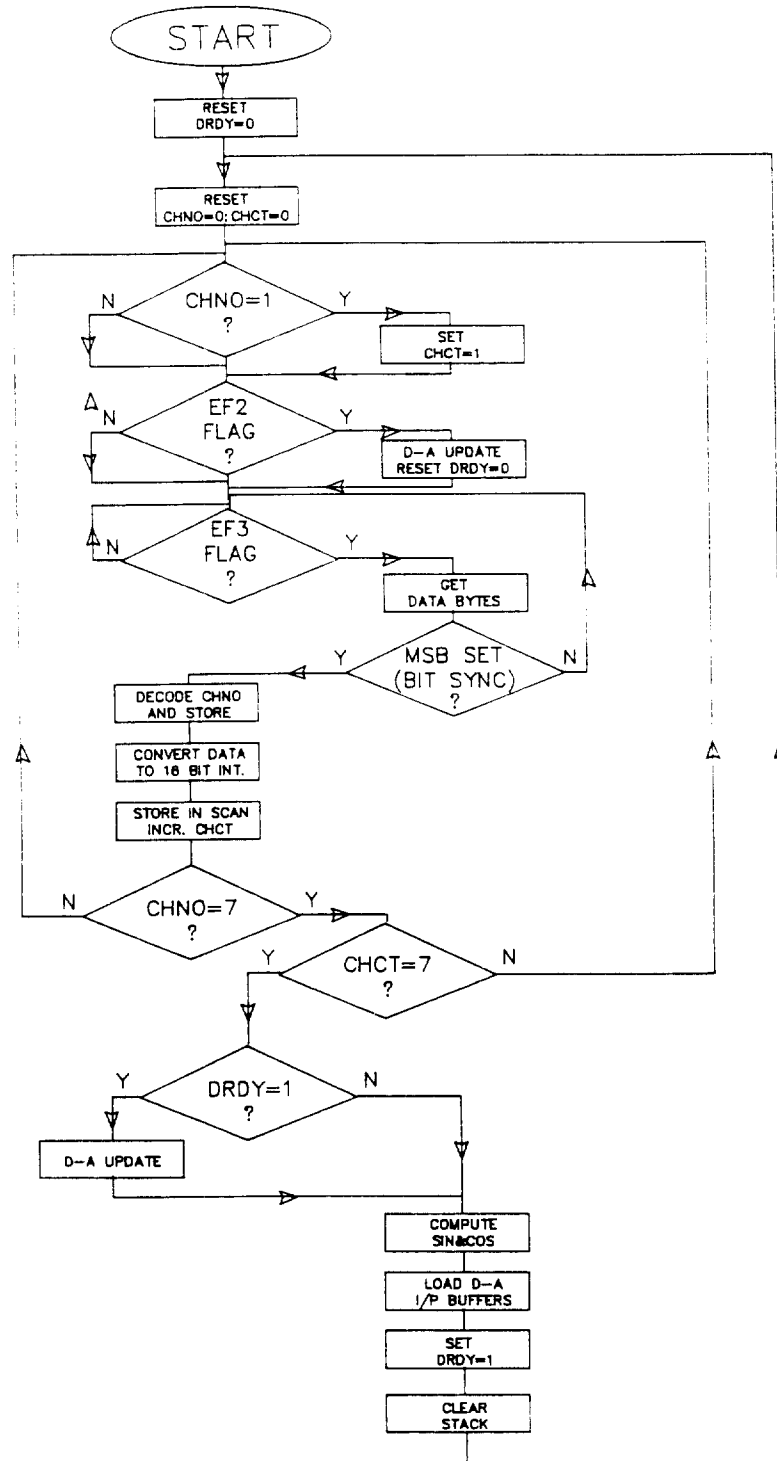 START
RESET
DRDY=0
RESET
CHNO=0; CHCT=0
N
CHNO=1
?
Y
SET
CHCT=1
N
EF2
FLAG
?
Y
D-A UPDATE
RESET DRDY=0
N
EF3
FLAG
?
Y
GET
DATA BYTES
Y
MSB SET
(BIT SYNC)
?
N
DECODE CHNO
AND STORE
CONVERT DATA
TO 16 BIT INT.
STORE IN SCAN
INCR. CHCT
N
CHNO=7
?
Y
Y
CHCT=7
?
N
Y
DRDY=1
?
N
D-A UPDATE
COMPUTE
SIN&COS
LOAD D-A
I/P BUFFERS
SET
DRDY=1
CLEAR
STACK